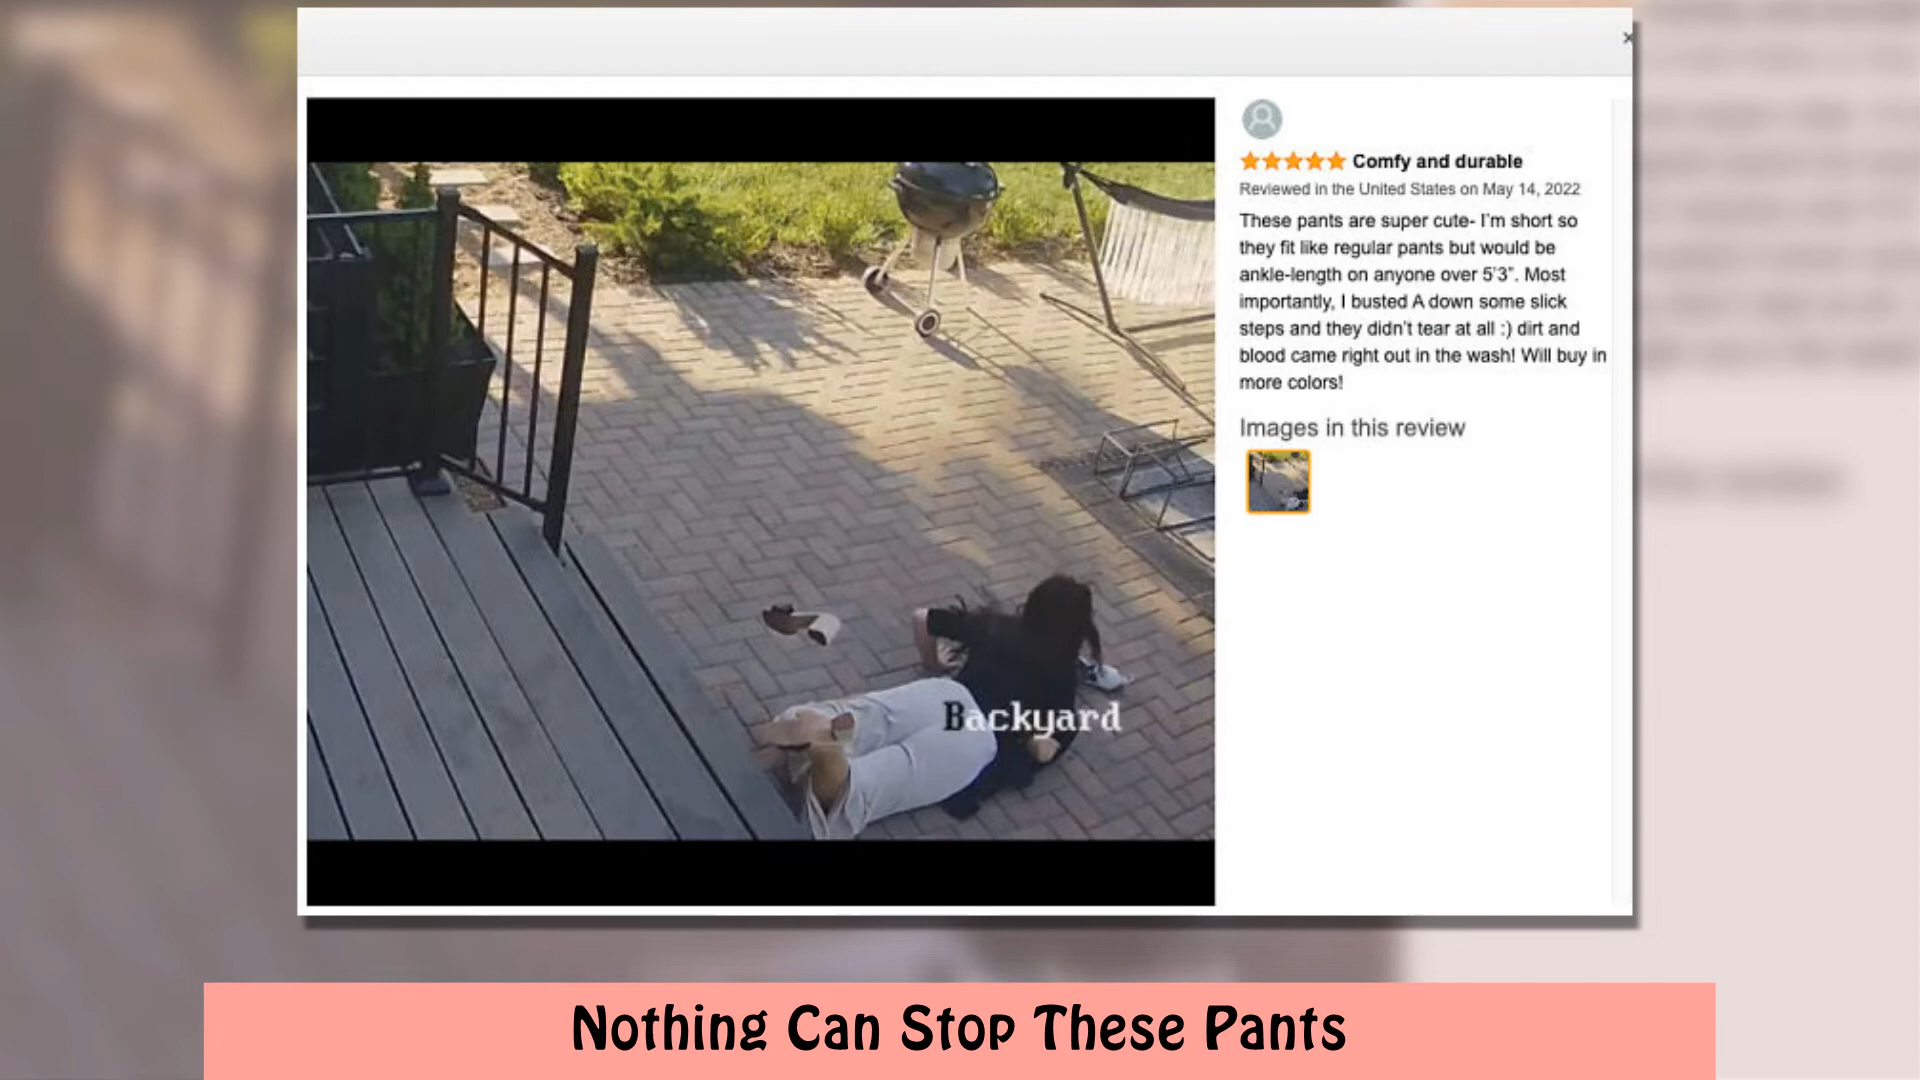 Comfy and durable
Reviewed in the United States on May 14, 2022
These pants are super cute- I'm short so
they fit like regular pants but would be
ankle-length on anyone over 5'3". Most
importantly, I busted A down some slick
steps and they didn't tear at all :) dirt and
blood came right out in the wash! Will buy in
more colors!
Images in this review
Backyard
Nothing Can Stop These Pants